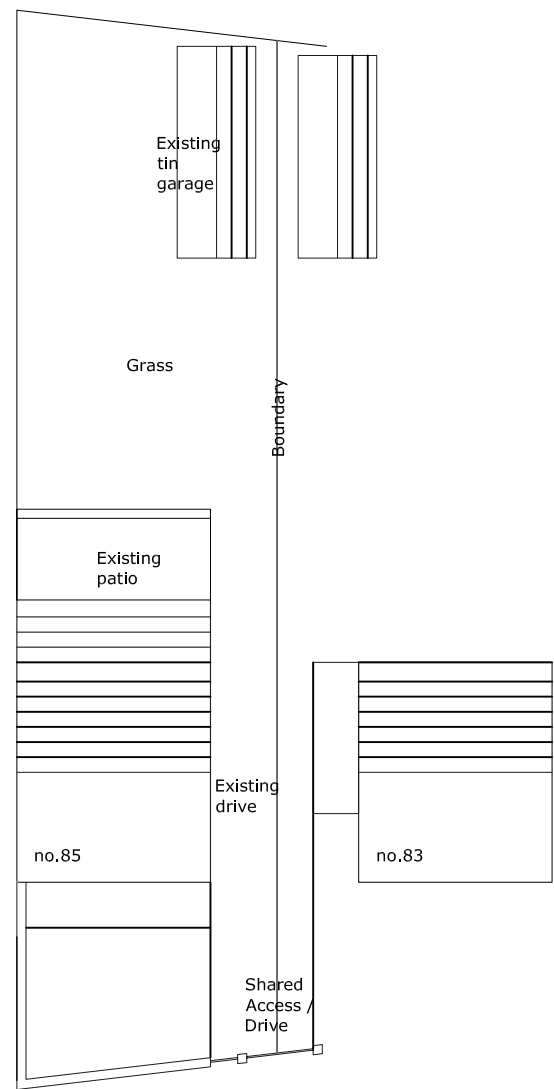 Existing
tin
garage
Grass
Boundary
Existing
patio
Existing
drive
no.85
no.83
Shared
Access /
Drive